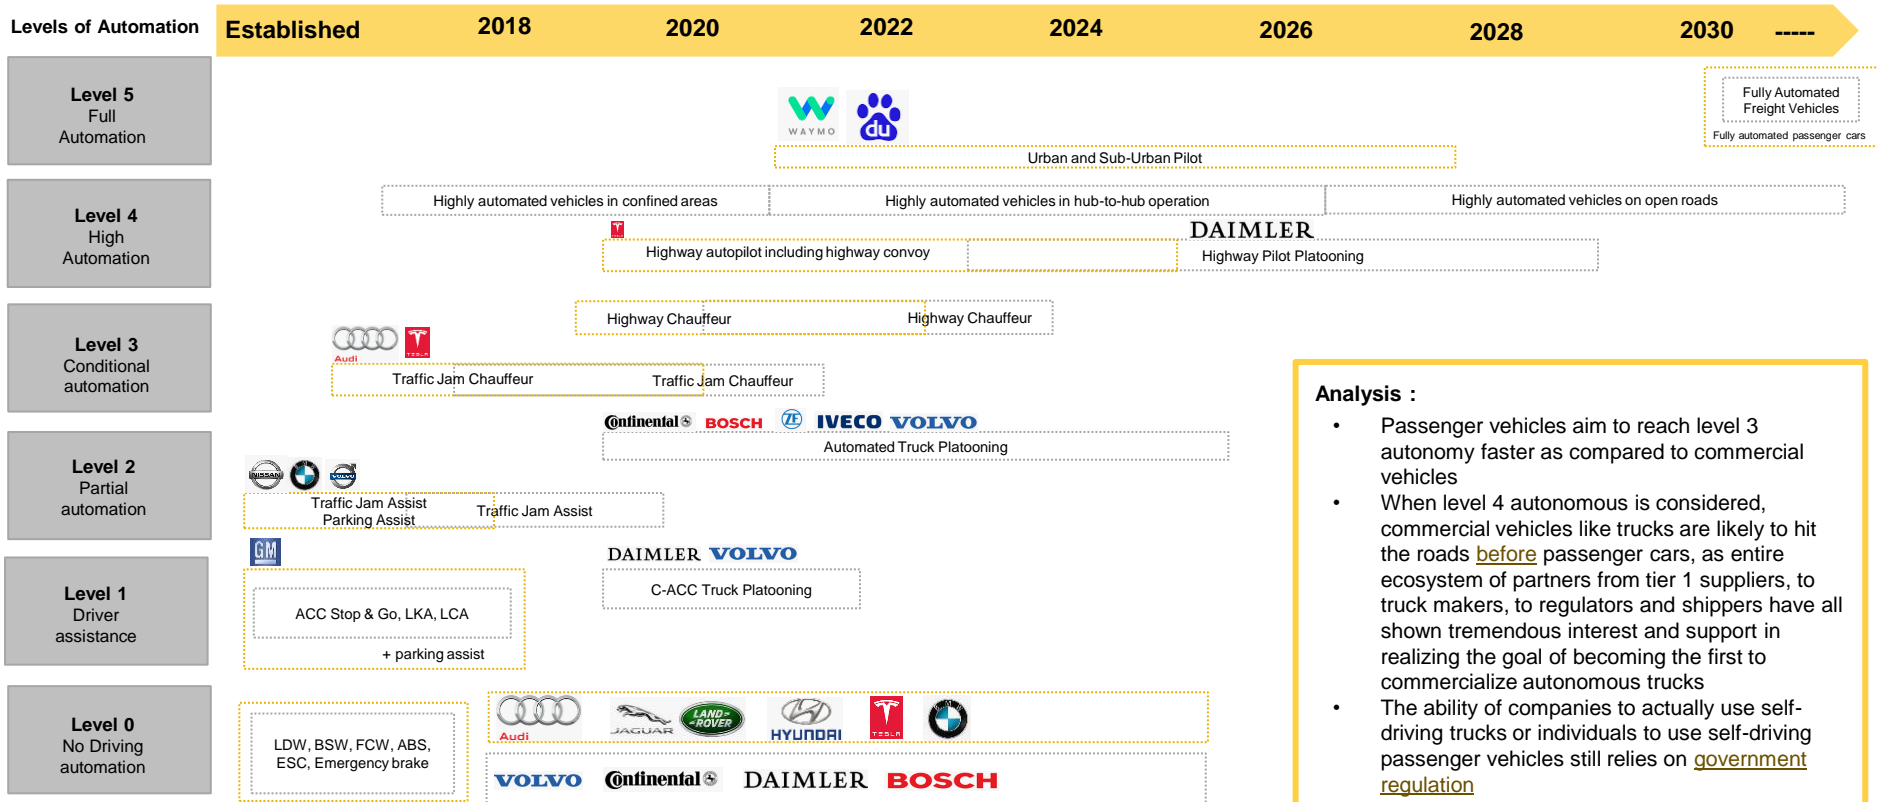 Levels of Automation
Established 2018 2020 2022 2024 2026 2028 2030 -----
Level 5
Full
Automation
WAYMO
du
Urban and Sub-Urban Pilot
Fully Automated
Freight Vehicles
Fully automated passenger cars
Level 4
High
Automation
Highly automated vehicles in confined areas
Highly automated vehicles in hub-to-hub operation
Highly automated vehicles on open roads
Highway autopilot including highway convoy
DAIMLER
Highway Pilot Platooning
Level 3
Conditional
automation
Highway Chauffeur
Highway Chauffeur
Audi
TESLA
Traffic Jam Chauffeur
Traffic Jam Chauffeur
Level 2
Partial
automation
Continental
BOSCH
ZF
IVECO
VOLVO
Automated Truck Platooning
NISSAN
BMW
VOLVO
Traffic Jam Assist
Parking Assist
Traffic Jam Assist
Level 1
Driver
assistance
GM
ACC Stop & Go, LKA, LCA
+ parking assist
DAIMLER
VOLVO
C-ACC Truck Platooning
Level 0
No Driving
automation
LDW, BSW, FCW, ABS,
ESC, Emergency brake
Audi
JAGUAR
LAND-
ROVER
HYUNDAI
TESLA
BMW
VOLVO
Continental
DAIMLER
BOSCH
Analysis :
• Passenger vehicles aim to reach level 3
autonomy faster as compared to commercial
vehicles
• When level 4 autonomous is considered,
commercial vehicles like trucks are likely to hit
the roads before passenger cars, as entire
ecosystem of partners from tier 1 suppliers, to
truck makers, to regulators and shippers have all
shown tremendous interest and support in
realizing the goal of becoming the first to
commercialize autonomous trucks
• The ability of companies to actually use self-
driving trucks or individuals to use self-driving
passenger vehicles still relies on government
regulation